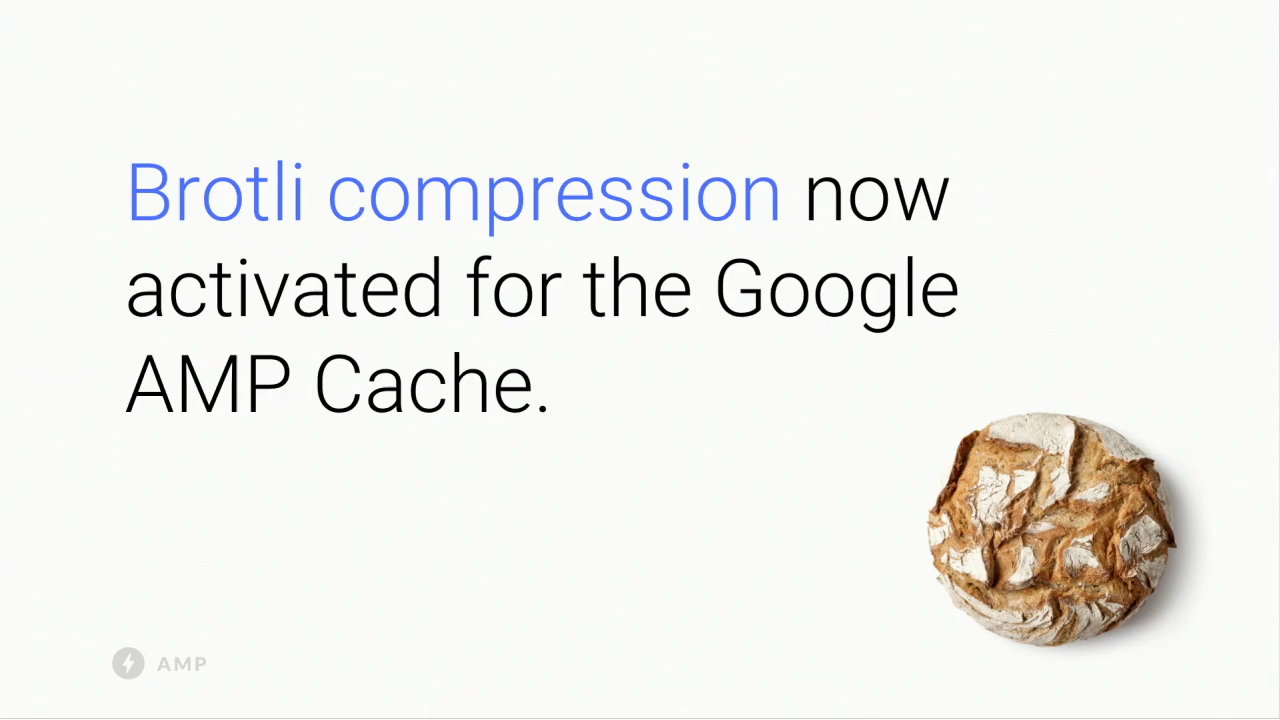 Brotli compression now
activated for the Google
AMP Cache.
AMP